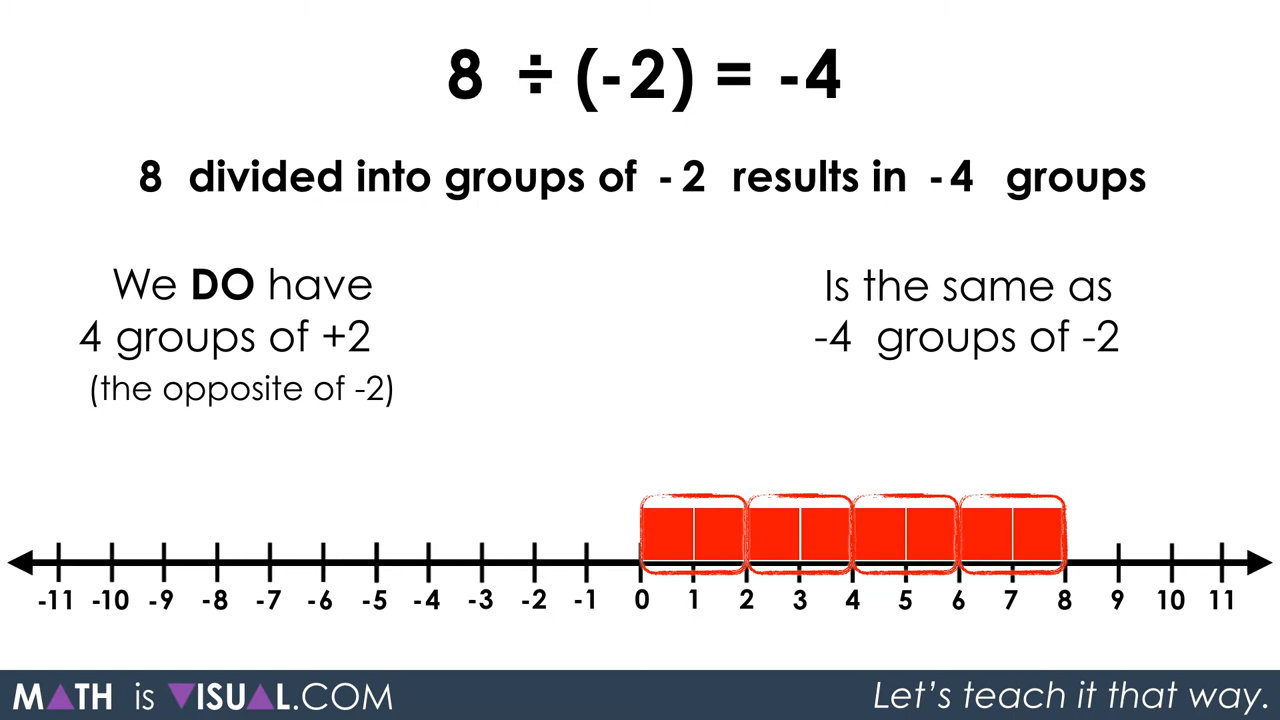 8 ÷ (-2) = -4
8 divided into groups of -2 results in -4 groups
We DO have
4 groups of +2
(the opposite of -2)
Is the same as
-4 groups of -2
-11 -10 -9 -8 -7 -6 -5 -4 -3 -2 -1 0 1 2 3 4 5 6 7 8 9 10 11
MATH is VISUAL.COM
Let's teach it that way.